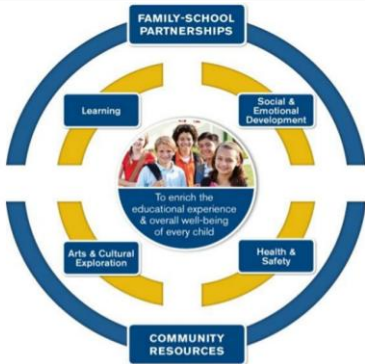 FAMILY-SCHOOL
PARTNERSHIPS
Learning
Social &
Emotional
Development
To enrich the
educational experience
& overall well-being
of every child
Arts & Cultural
Exploration
Health &
Safety
COMMUNITY
RESOURCES